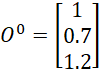 O⁰ = [1
0.7
1.2]